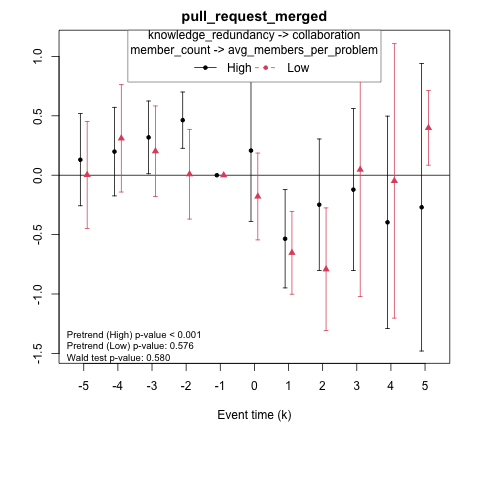 pull_request_merged
knowledge_redundancy -> collaboration
member_count -> avg_members_per_problem
High Low
1.0
0.5
0.0
-0.5
-1.0
-1.5
Pretrend (High) p-value < 0.001
Pretrend (Low) p-value: 0.576
Wald test p-value: 0.580
-5 -4 -3 -2 -1 0 1 2 3 4 5
Event time (k)